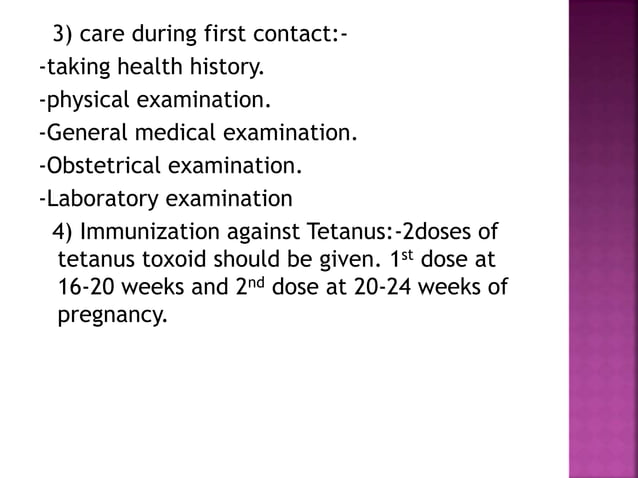 3) care during first contact:-
-taking health history.
-physical examination.
-General medical examination.
-Obstetrical examination.
-Laboratory examination
4) Immunization against Tetanus:-2doses of
tetanus toxoid should be given. 1st dose at
16-20 weeks and 2nd dose at 20-24 weeks of
pregnancy.